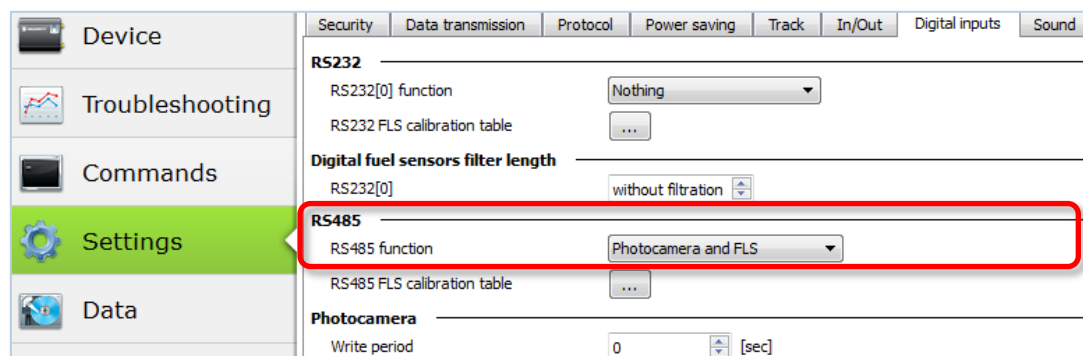 Device
Troubleshooting
Commands
Settings
Data
Security Data transmission Protocol Power saving Track In/Out Digital inputs Sound
RS232
RS232[0] function Nothing
RS232 FLS calibration table ...
Digital fuel sensors filter length
RS232[0] without filtration
RS485
RS485 function Photocamera and FLS
RS485 FLS calibration table ...
Photocamera
Write period 0 [sec]